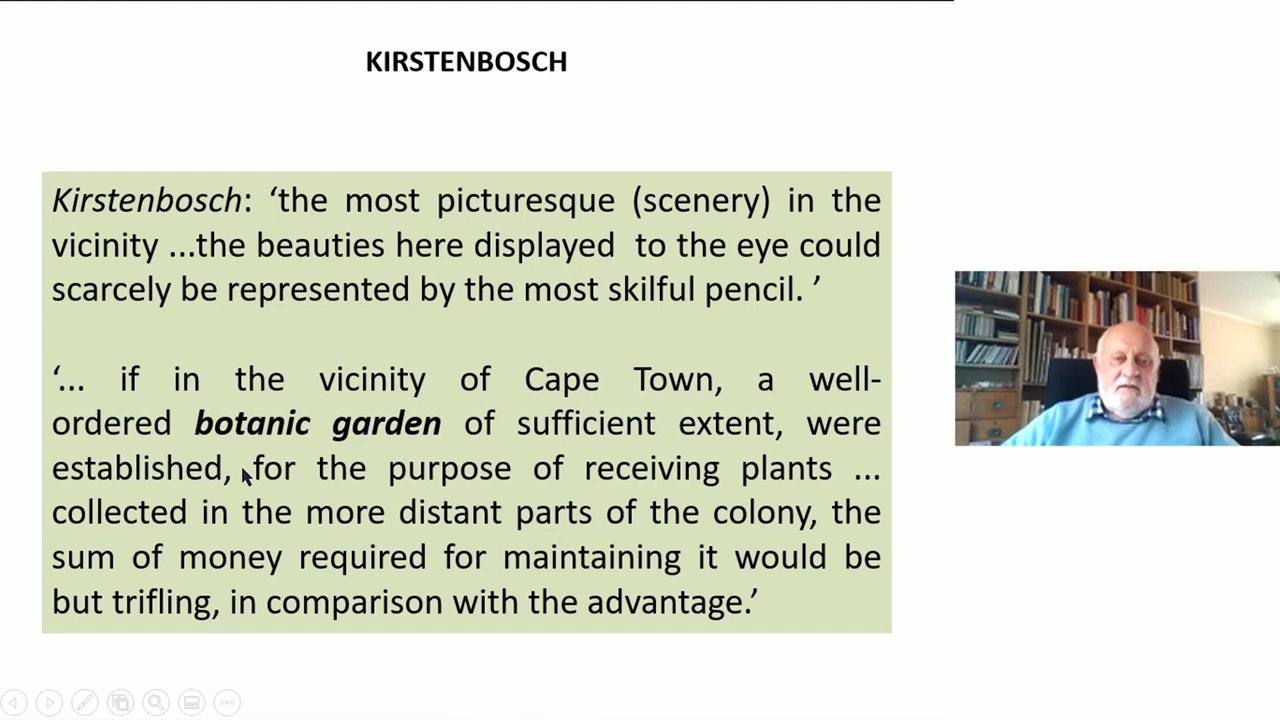 KIRSTENBOSCH
Kirstenbosch: ‘the most picturesque (scenery) in the
vicinity ...the beauties here displayed to the eye could
scarcely be represented by the most skilful pencil. ’
‘... if in the vicinity of Cape Town, a well-
ordered botanic garden of sufficient extent, were
established, for the purpose of receiving plants ...
collected in the more distant parts of the colony, the
sum of money required for maintaining it would be
but trifling, in comparison with the advantage.’